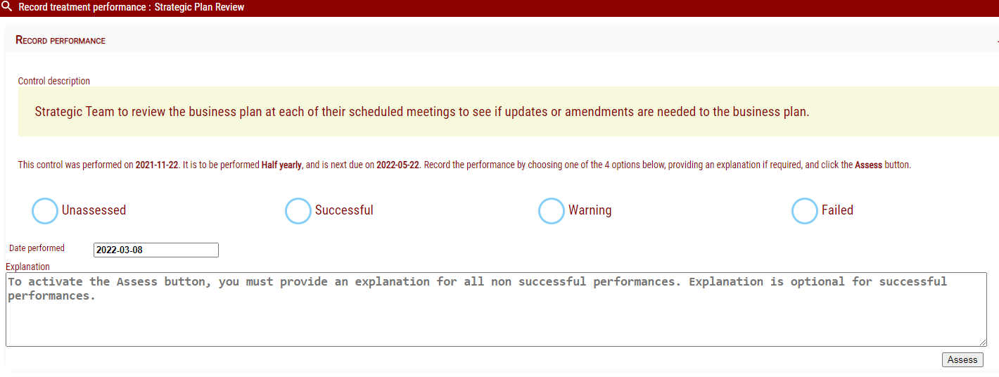 Record treatment performance : Strategic Plan Review
Record performance
Control description
Strategic Team to review the business plan at each of their scheduled meetings to see if updates or amendments are needed to the business plan.
This control was performed on 2021-11-22. It is to be performed Half yearly, and is next due on 2022-05-22. Record the performance by choosing one of the 4 options below, providing an explanation if required, and click the Assess button.
Unassessed Successful Warning Failed
Date performed 2022-03-08
Explanation
To activate the Assess button, you must provide an explanation for all non successful performances. Explanation is optional for successful
performances.
Assess